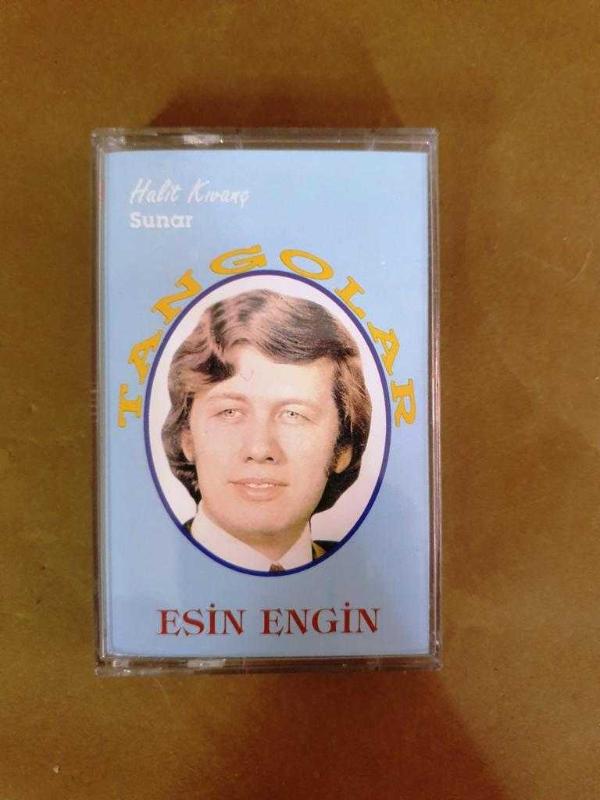 Halit Kıvanç
Sunar
TANGOLAR
ESİN ENGİN